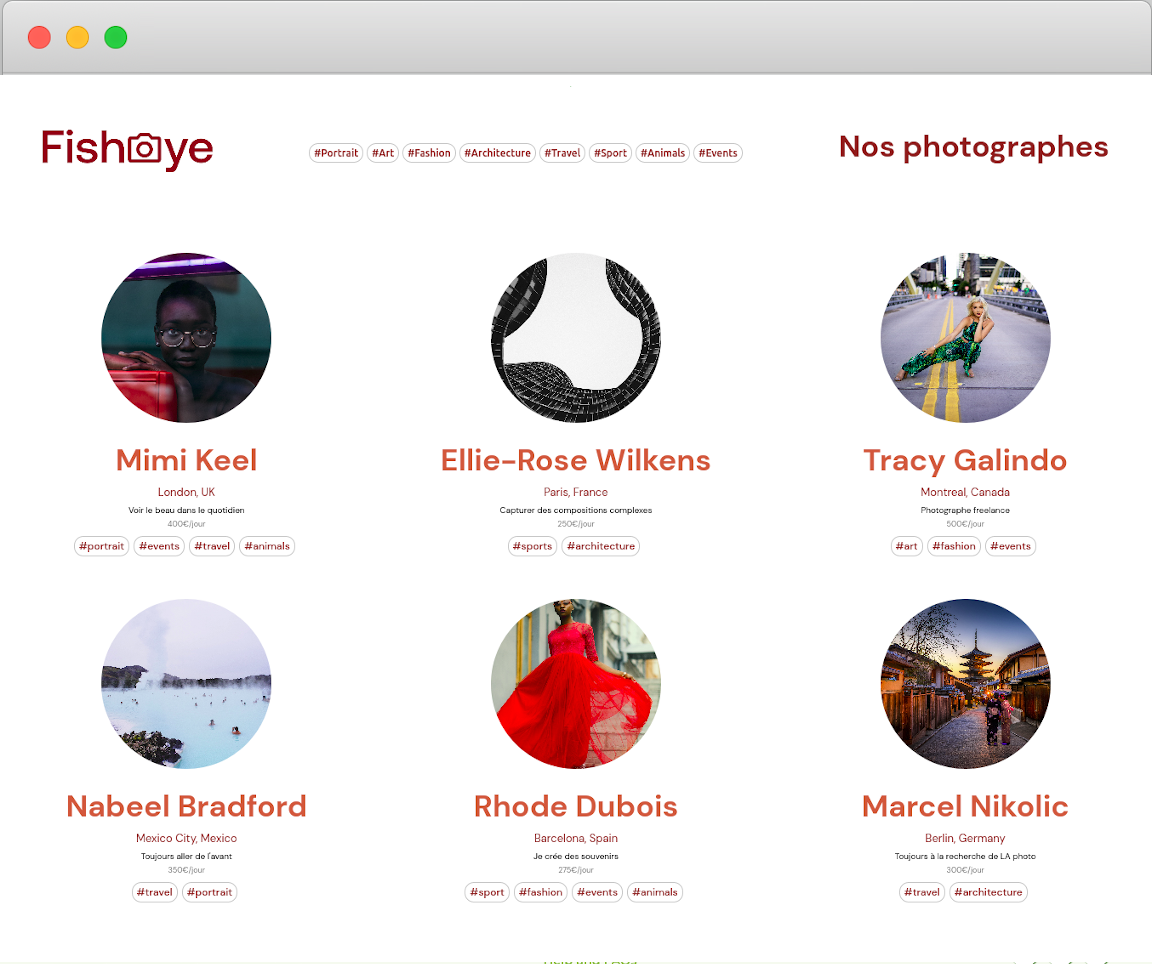 Fisheye
#Portrait #Art #Fashion #Architecture #Travel #Sport #Animals #Events
Nos photographes
Mimi Keel
London, UK
Voir le beau dans le quotidien
400€/jour
#portrait #events #travel #animals
Ellie-Rose Wilkens
Paris, France
Capturer des compositions complexes
250€/jour
#sports #architecture
Tracy Galindo
Montreal, Canada
Photographe freelance
500€/jour
#art #fashion #events
Nabeel Bradford
Mexico City, Mexico
Toujours aller de l'avant
350€/jour
#travel #portrait
Rhode Dubois
Barcelona, Spain
Je crée des souvenirs
275€/jour
#sport #fashion #events #animals
Marcel Nikolic
Berlin, Germany
Toujours à la recherche de LA photo
300€/jour
#travel #architecture